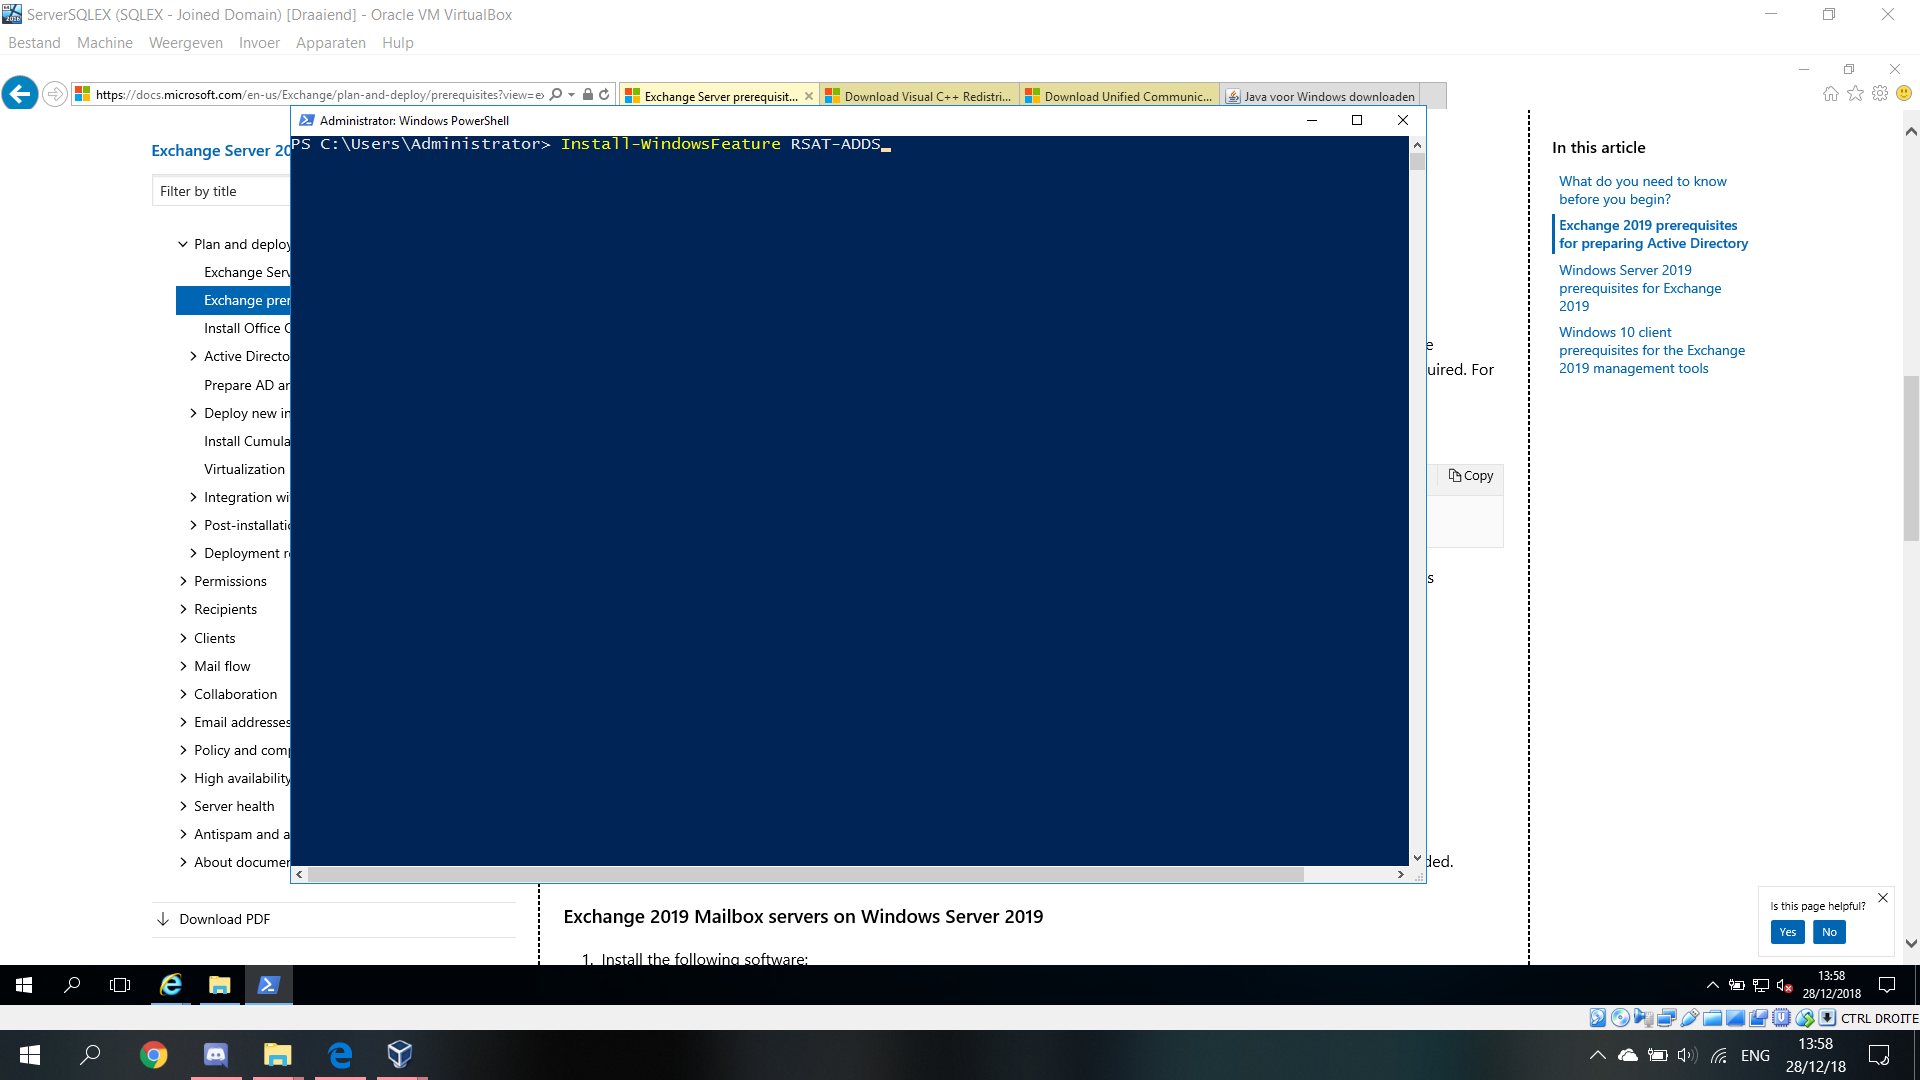 ServerSQLEX (SQLEX - Joined Domain) [Draaiend] - Oracle VM VirtualBox
Bestand Machine Weergeven Invoer Apparaten Hulp
https://docs.microsoft.com/en-us/Exchange/plan-and-deploy/prerequisites?view=e
Exchange Server prerequisit...
Download Visual C++ Redistri...
Download Unified Communic...
Java voor Windows downloaden
Administrator: Windows PowerShell
PS C:\Users\Administrator> Install-WindowsFeature RSAT-ADDS
Exchange Server 20
Filter by title
Plan and deploy
Exchange Serv
Exchange prer
Install Office
Active Directo
Prepare AD
Deploy new in
Install Cumula
Virtualization
Integration wi
Post-installatio
Deployment r
Permissions
Recipients
Clients
Mail flow
Collaboration
Email addresses
Policy and comp
High availability
Server health
Antispam and a
About documen
Download PDF
e
uired. For
Copy
s
ded.
Exchange 2019 Mailbox servers on Windows Server 2019
1. Install the following software:
In this article
What do you need to know
before you begin?
Exchange 2019 prerequisites
for preparing Active Directory
Windows Server 2019
prerequisites for Exchange
2019
Windows 10 client
prerequisites for the Exchange
2019 management tools
Is this page helpful?
Yes No
13:58
28/12/2018
CTRL DROITE
ENG
13:58
28/12/18